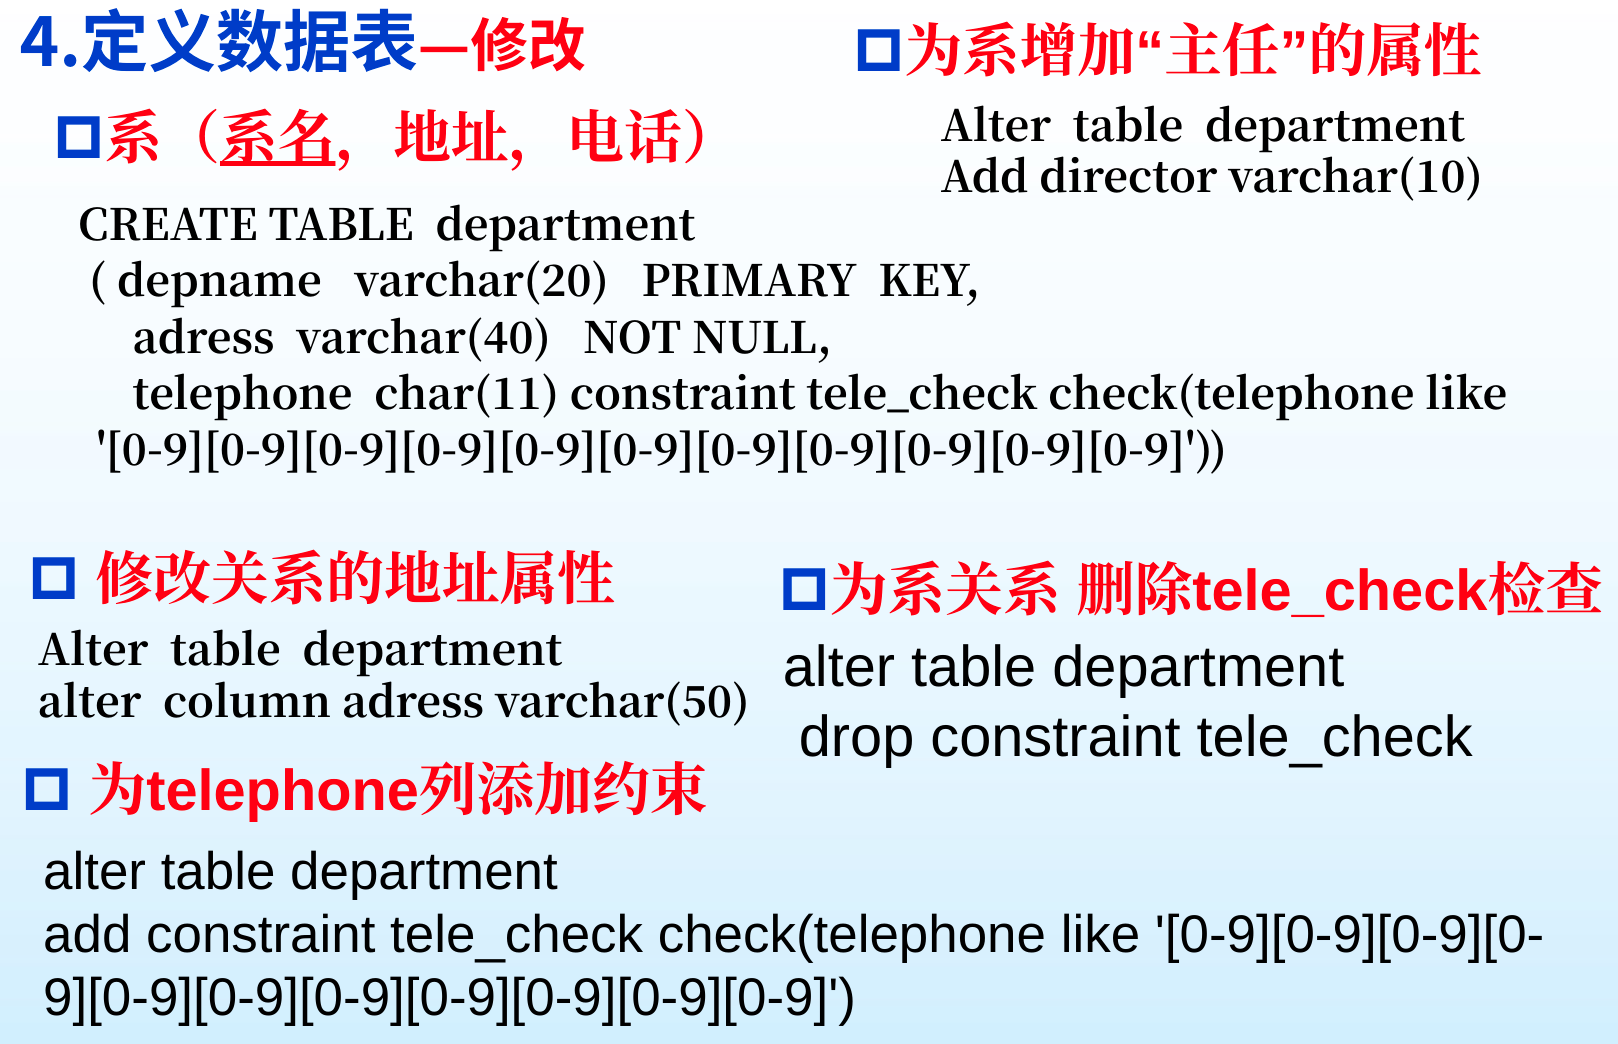 4.定义数据表—修改
系（系名，地址，电话）
CREATE TABLE department
( depname varchar(20) PRIMARY KEY,
adress varchar(40) NOT NULL,
telephone char(11) constraint tele_check check(telephone like
'[0-9][0-9][0-9][0-9][0-9][0-9][0-9][0-9][0-9][0-9][0-9]'))
为系增加“主任”的属性
Alter table department
Add director varchar(10)
修改关系的地址属性
Alter table department
alter column adress varchar(50)
为系关系 删除tele_check检查
alter table department
drop constraint tele_check
为telephone列添加约束
alter table department
add constraint tele_check check(telephone like '[0-9][0-9][0-9][0-
9][0-9][0-9][0-9][0-9][0-9][0-9][0-9]')